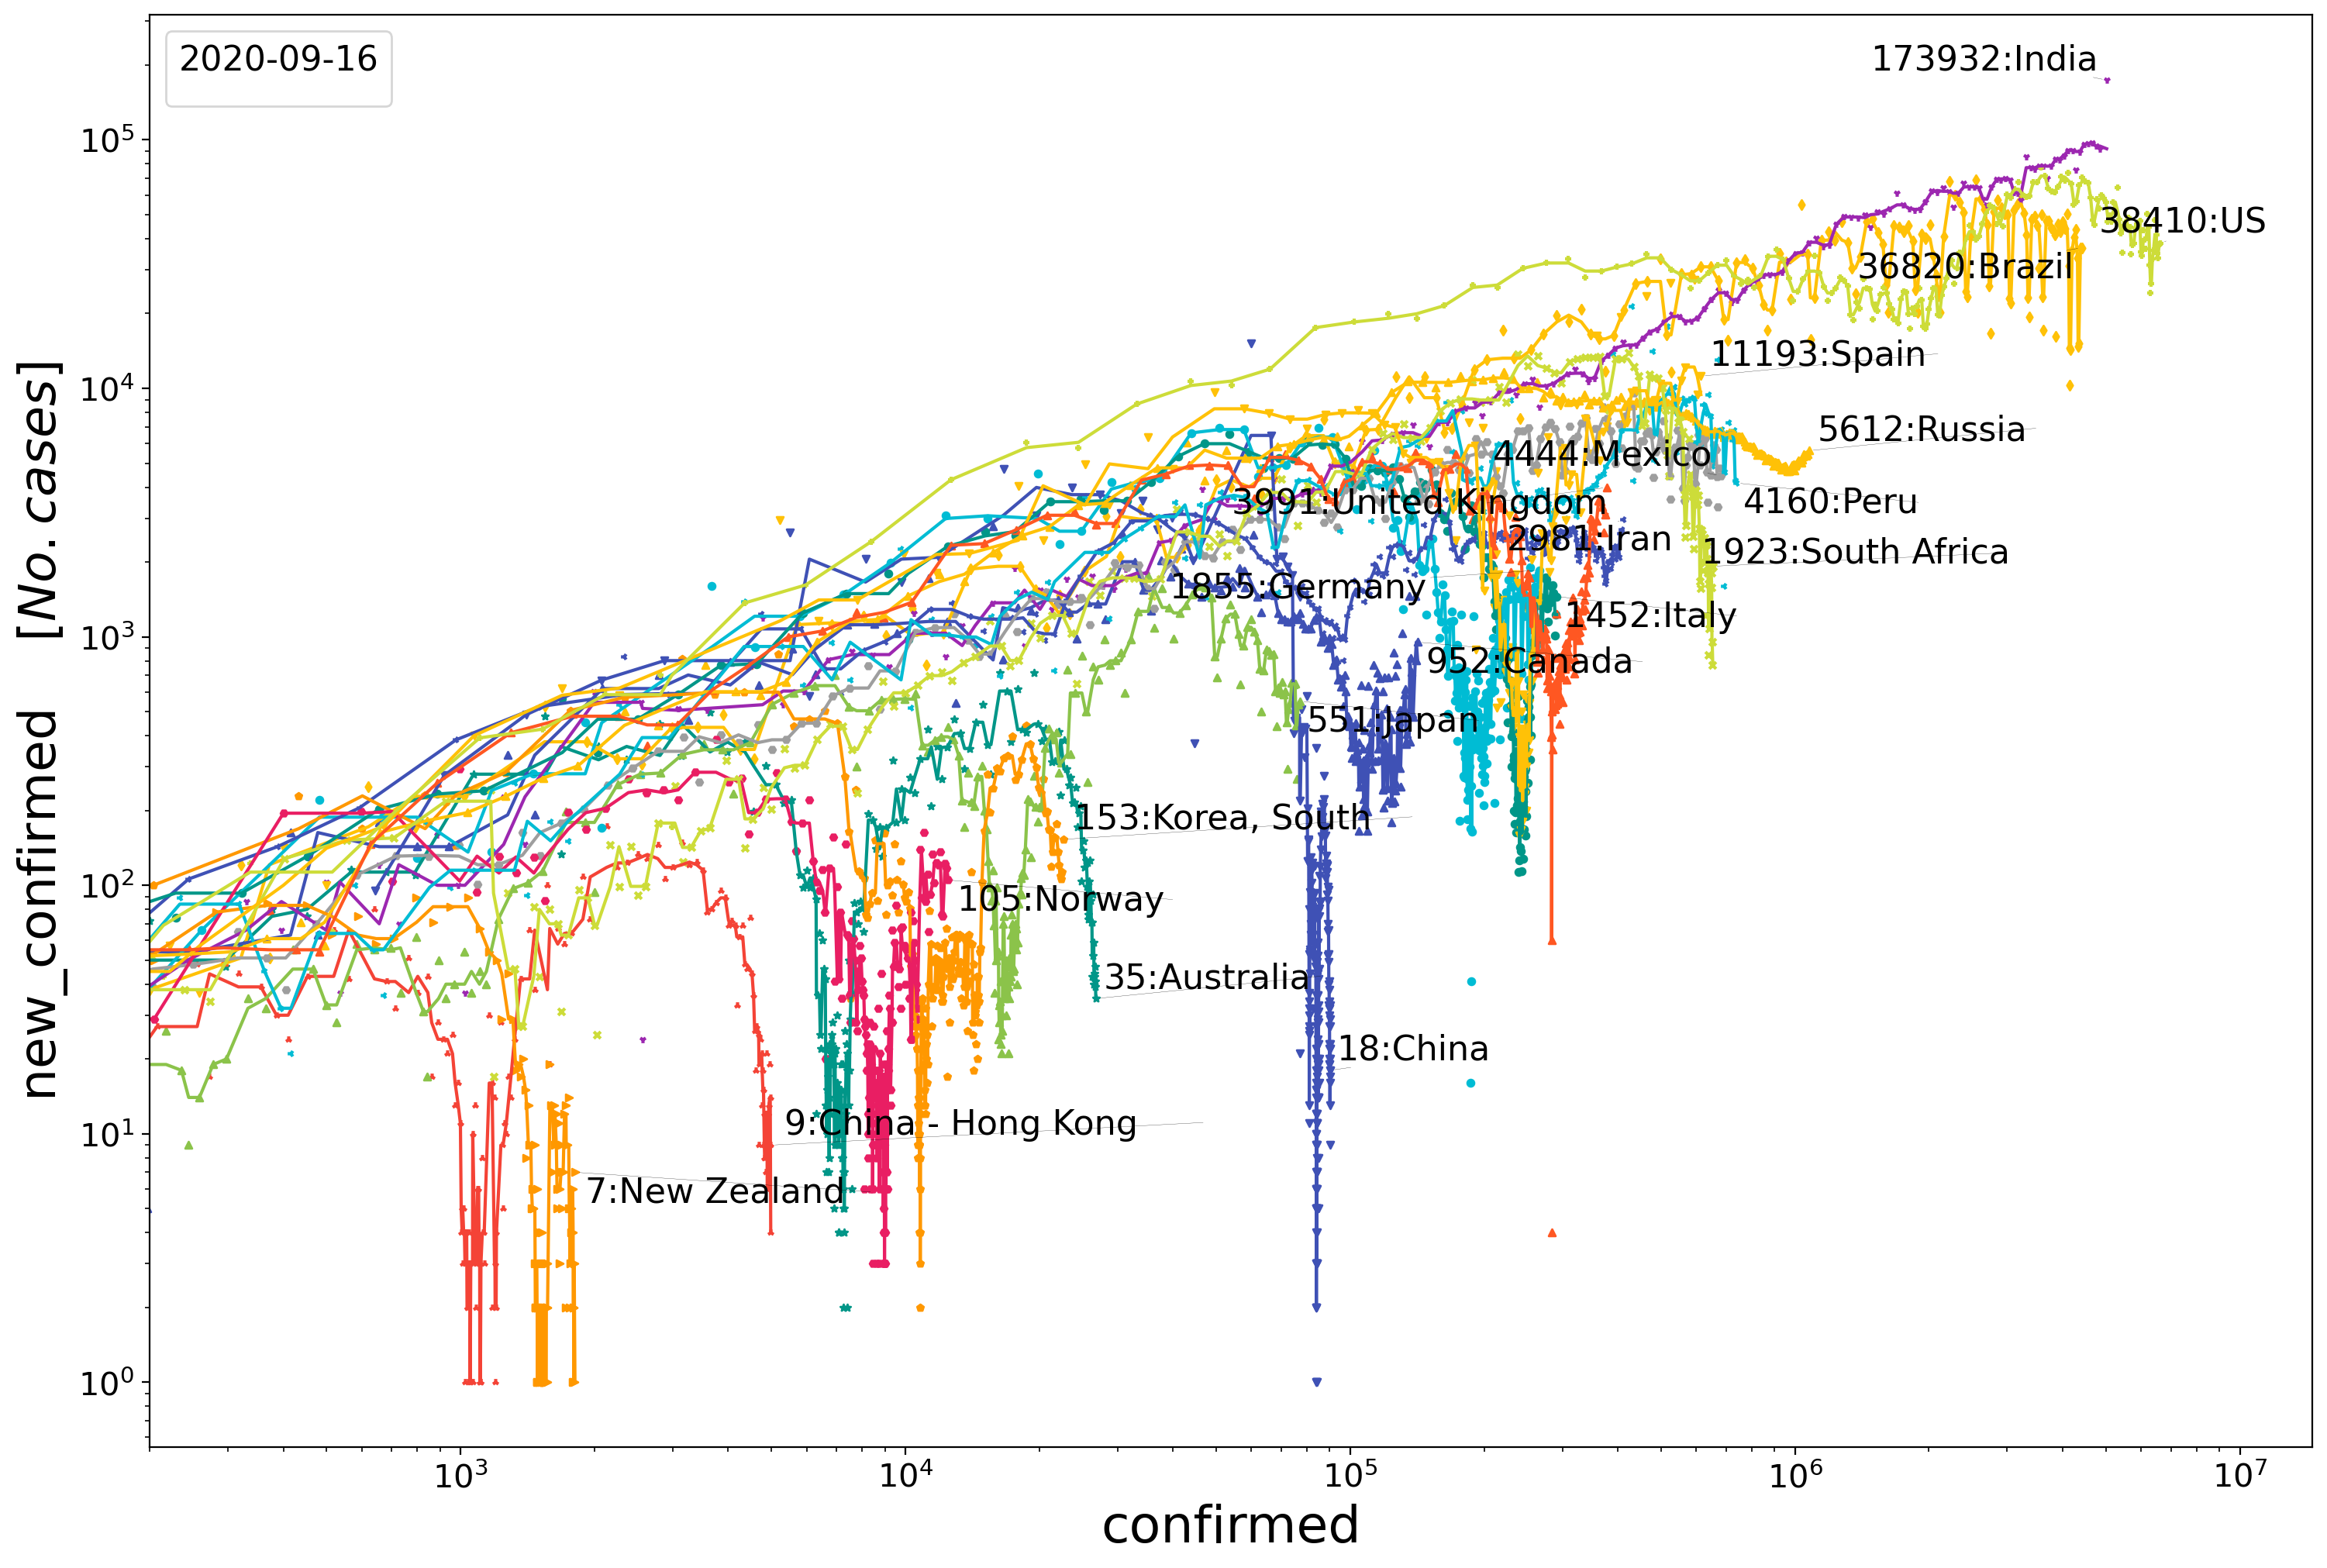 2020-09-16
173932:India
38410:US
36820:Brazil
11193:Spain
5612:Russia
4444:Mexico
4160:Peru
3991:United Kingdom
2981:Iran
1923:South Africa
1855:Germany
1452:Italy
952:Canada
551:Japan
153:Korea, South
105:Norway
35:Australia
18:China
9:China - Hong Kong
7:New Zealand
new_confirmed [No.cases]
10⁵
10⁴
10³
10²
10¹
10⁰
10³ 10⁴ 10⁵ 10⁶ 10⁷
confirmed